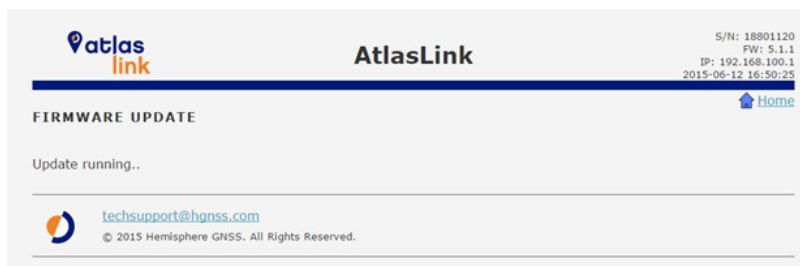 atlas
link
AtlasLink
S/N: 18801120
FW: 5.1.1
IP: 192.168.100.1
2015-06-12 16:50:25
Home
FIRMWARE UPDATE
Update running..
techsupport@hgnss.com
© 2015 Hemisphere GNSS. All Rights Reserved.